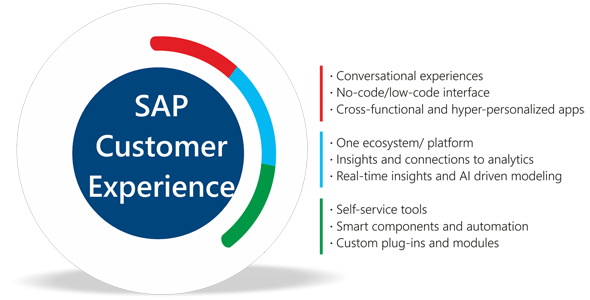 SAP
Customer
Experience
· Conversational experiences
· No-code/low-code interface
· Cross-functional and hyper-personalized apps
· One ecosystem/ platform
· Insights and connections to analytics
· Real-time insights and AI driven modeling
· Self-service tools
· Smart components and automation
· Custom plug-ins and modules